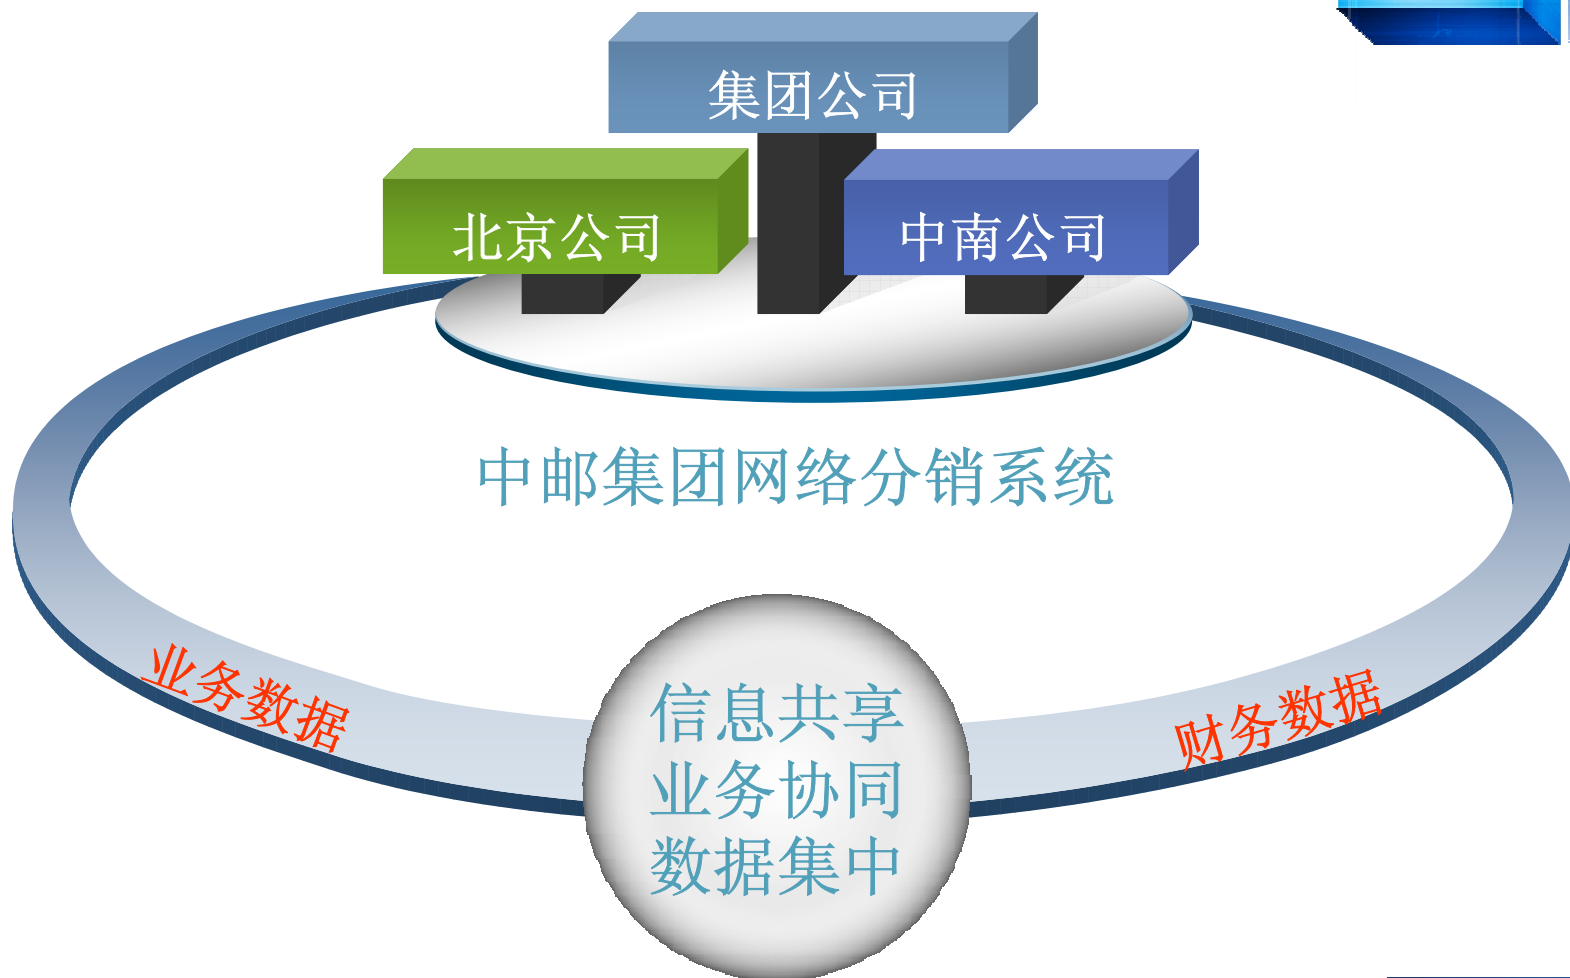 集团公司
北京公司
中南公司
中邮集团网络分销系统
业务数据
财务数据
信息共享
业务协同
数据集中